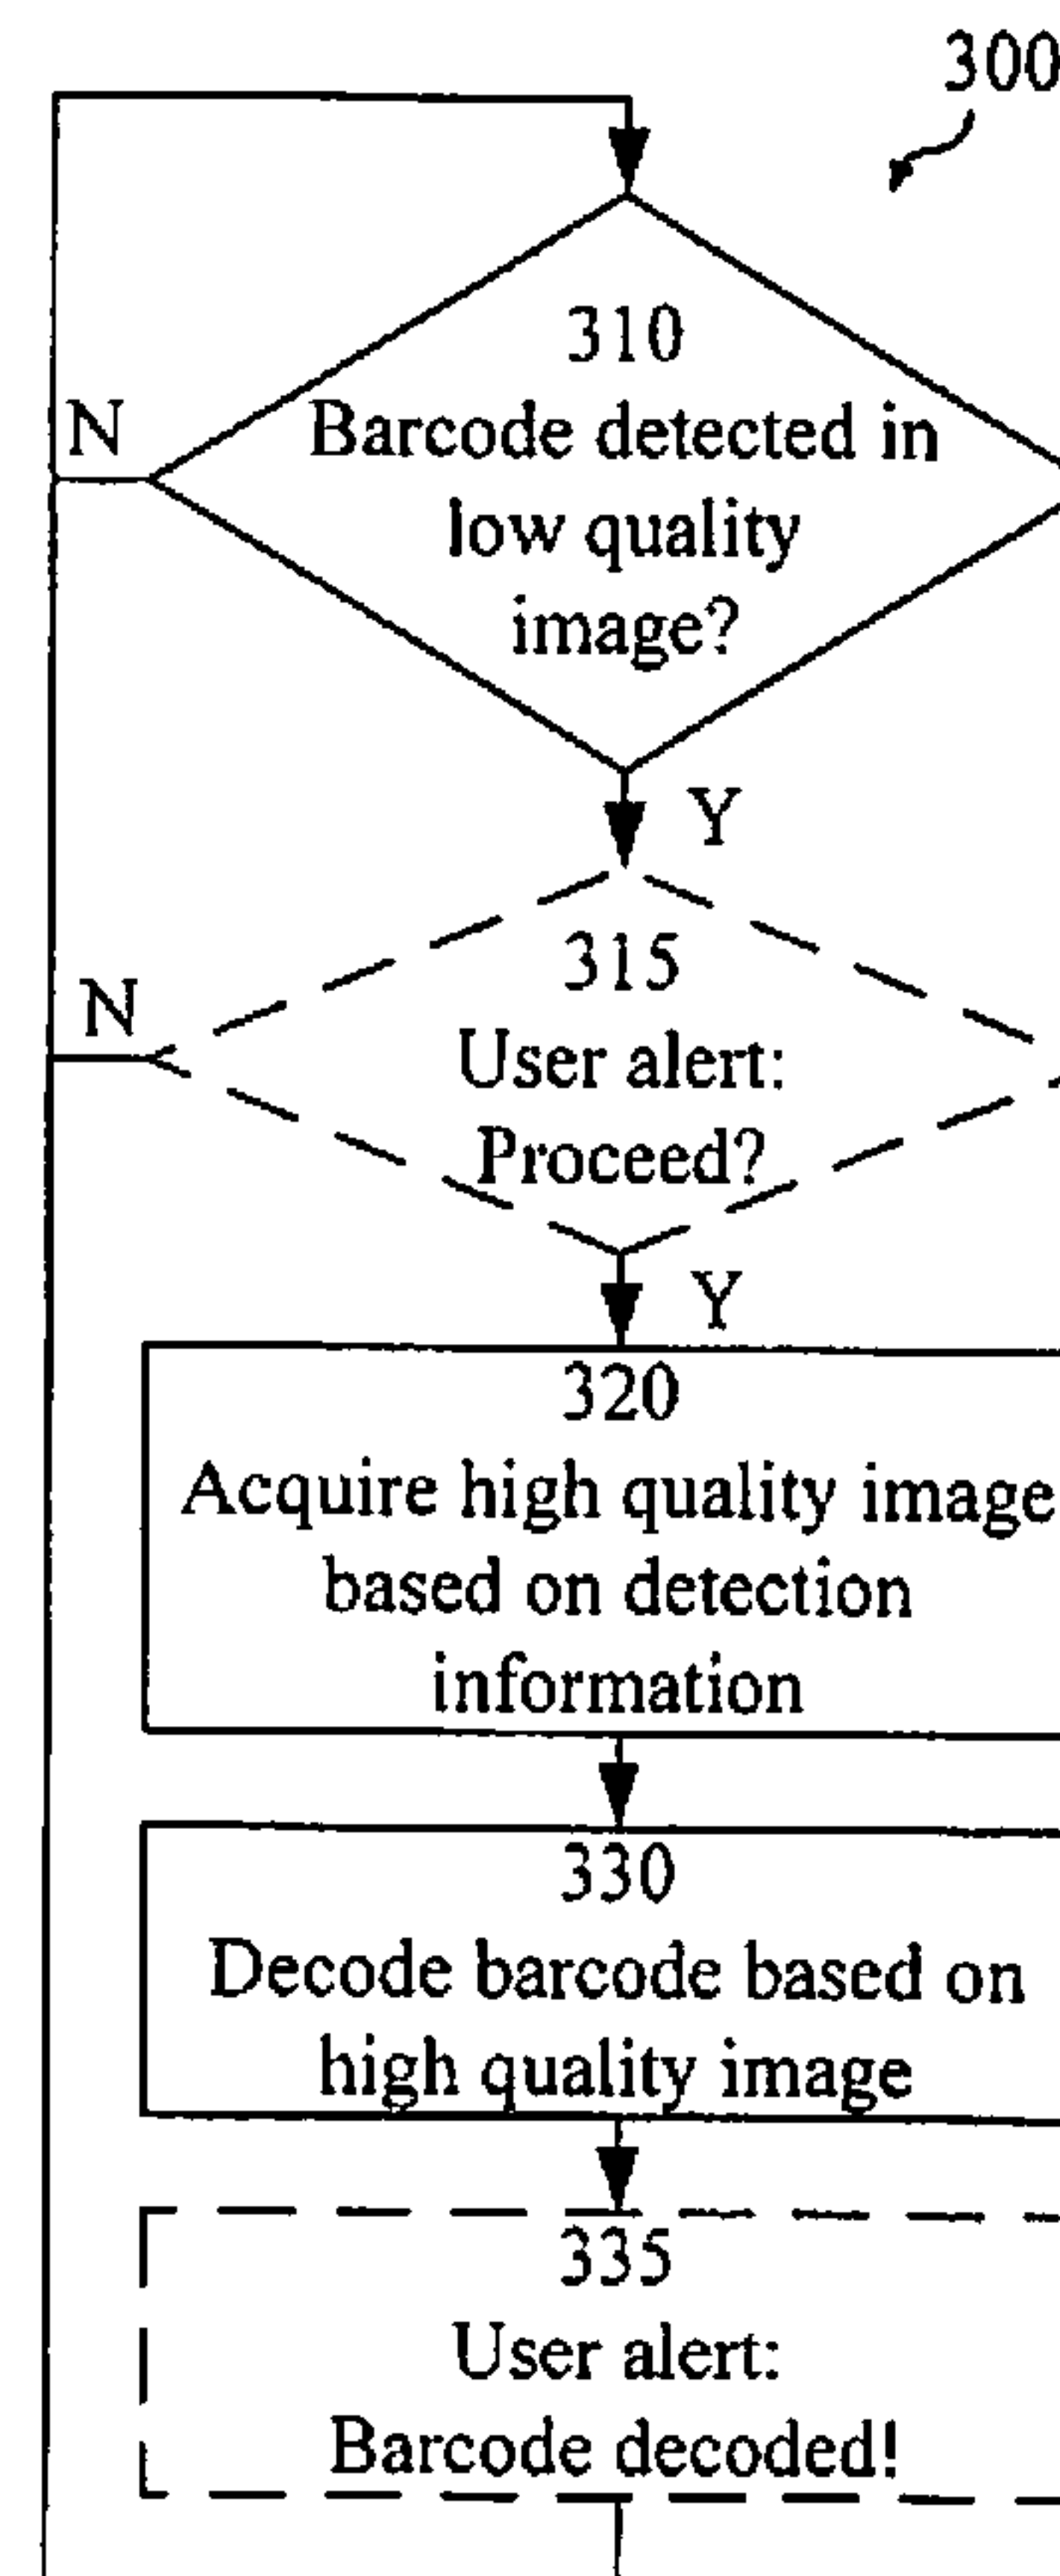 300
310
Barcode detected in
low quality
image?
N
Y
315
User alert:
Proceed?
N
Y
320
Acquire high quality image
based on detection
information
330
Decode barcode based on
high quality image
335
User alert:
Barcode decoded!